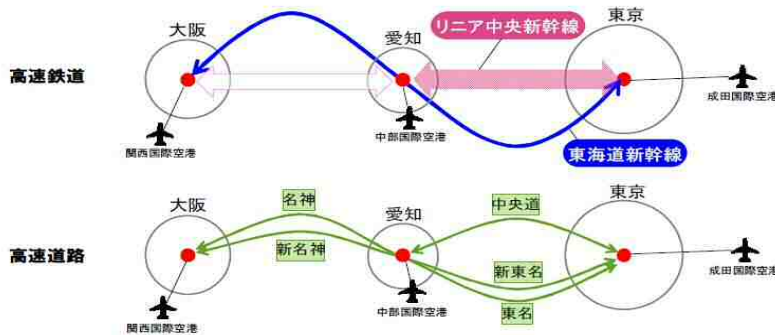 大阪
愛知
リニア中央新幹線
東京
高速鉄道
成田国際空港
関西国際空港
中部国際空港
東海道新幹線
大阪
名神
愛知
中央道
東京
高速道路
新名神
新東名
成田国際空港
関西国際空港
中部国際空港
東名